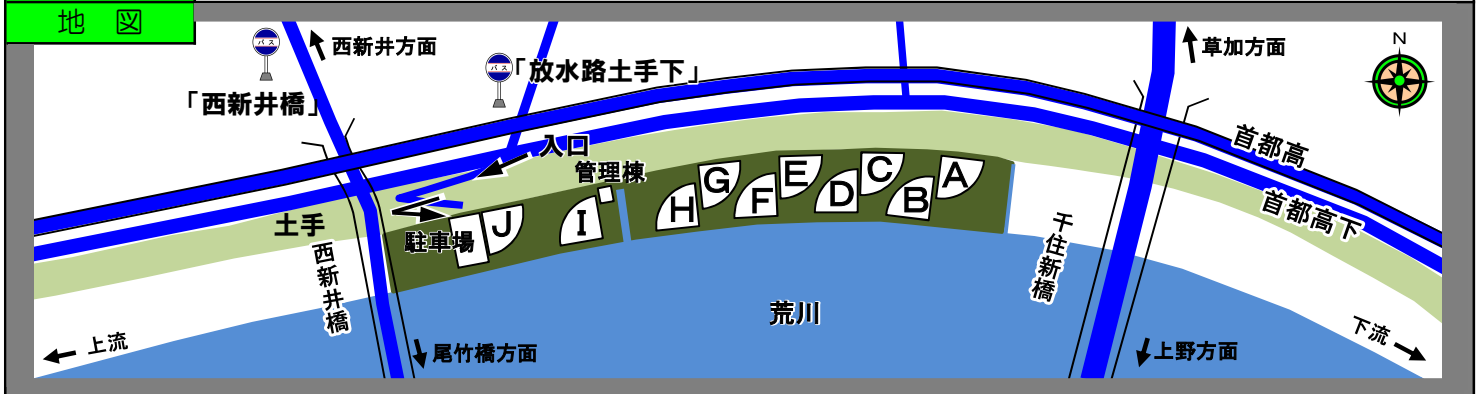 地 図
バス
西新井方面
バス
「放水路土手下」
草加方面
N
「西新井橋」
入口
首都高
管理棟
A
C
E
G
B
D
F
H
I
J
首都高下
土手
駐車場
西新井橋
千住新橋
荒川
上流
尾竹橋方面
上野方面
下流